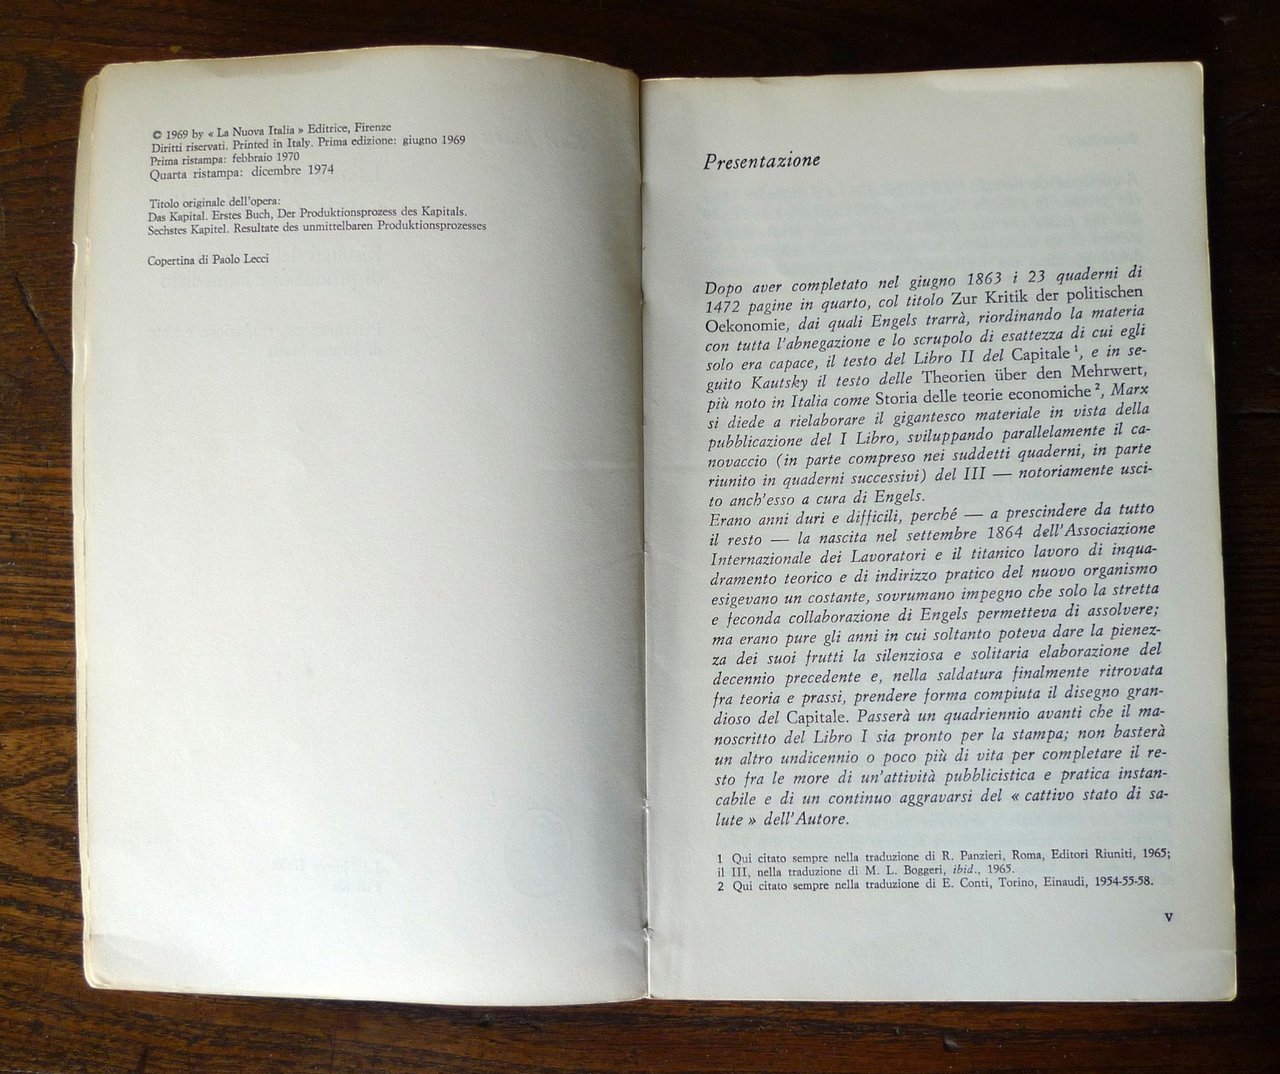 © 1969 by « La Nuova Italia » Editrice, Firenze
Diritti riservati. Printed in Italy. Prima edizione: giugno 1969
Prima ristampa: febbraio 1970
Quarta ristampa: dicembre 1974
Titolo originale dell'opera:
Das Kapital. Erstes Buch, Der Produktionsprozess des Kapitals.
Sechstes Kapitel. Resultate des unmittelbaren Produktionsprozesses
Copertina di Paolo Lecci
Presentazione
Dopo aver completato nel giugno 1863 i 23 quaderni di
1472 pagine in quarto, col titolo Zur Kritik der politischen
Oekonomie, dai quali Engels trarrà, riordinando la materia
con tutta l'abnegazione e lo scrupolo di esattezza di cui egli
solo era capace, il testo del Libro II del Capitale¹, e in se-
guito Kautsky il testo delle Theorien über den Mehrwert,
più noto in Italia come Storia delle teorie economiche², Marx
si diede a rielaborare il gigantesco materiale in vista della
pubblicazione del I Libro, sviluppando parallelamente il ca-
novaccio (in parte compreso nei suddetti quaderni, in parte
riunito in quaderni successivi) del III — notoriamente usci-
to anch'esso a cura di Engels.
Erano anni duri e difficili, perché — a prescindere da tutto
il resto — la nascita nel settembre 1864 dell'Associazione
Internazionale dei Lavoratori e il titanico lavoro di inqua-
dramento teorico e di indirizzo pratico del nuovo organismo
esigevano un costante, sovrumano impegno che solo la stretta
e feconda collaborazione di Engels permetteva di assolvere;
ma erano pure gli anni in cui soltanto poteva dare la pienez-
za dei suoi frutti la silenziosa e solitaria elaborazione del
decennio precedente e, nella saldatura finalmente ritrovata
fra teoria e prassi, prendere forma compiuta il disegno gran-
dioso del Capitale. Passerà un quadriennio avanti che il ma-
noscritto del Libro I sia pronto per la stampa; non basterà
un altro undicennio o poco più di vita per completare il re-
sto fra le more di un'attività pubblicistica e pratica instan-
cabile e di un continuo aggravarsi del « cattivo stato di sa-
lute » dell'Autore.
1 Qui citato sempre nella traduzione di R. Panzieri, Roma, Editori Riuniti, 1965;
il III, nella traduzione di M. L. Boggeri, ibid., 1965.
2 Qui citato sempre nella traduzione di E. Conti, Torino, Einaudi, 1954-55-58.
V